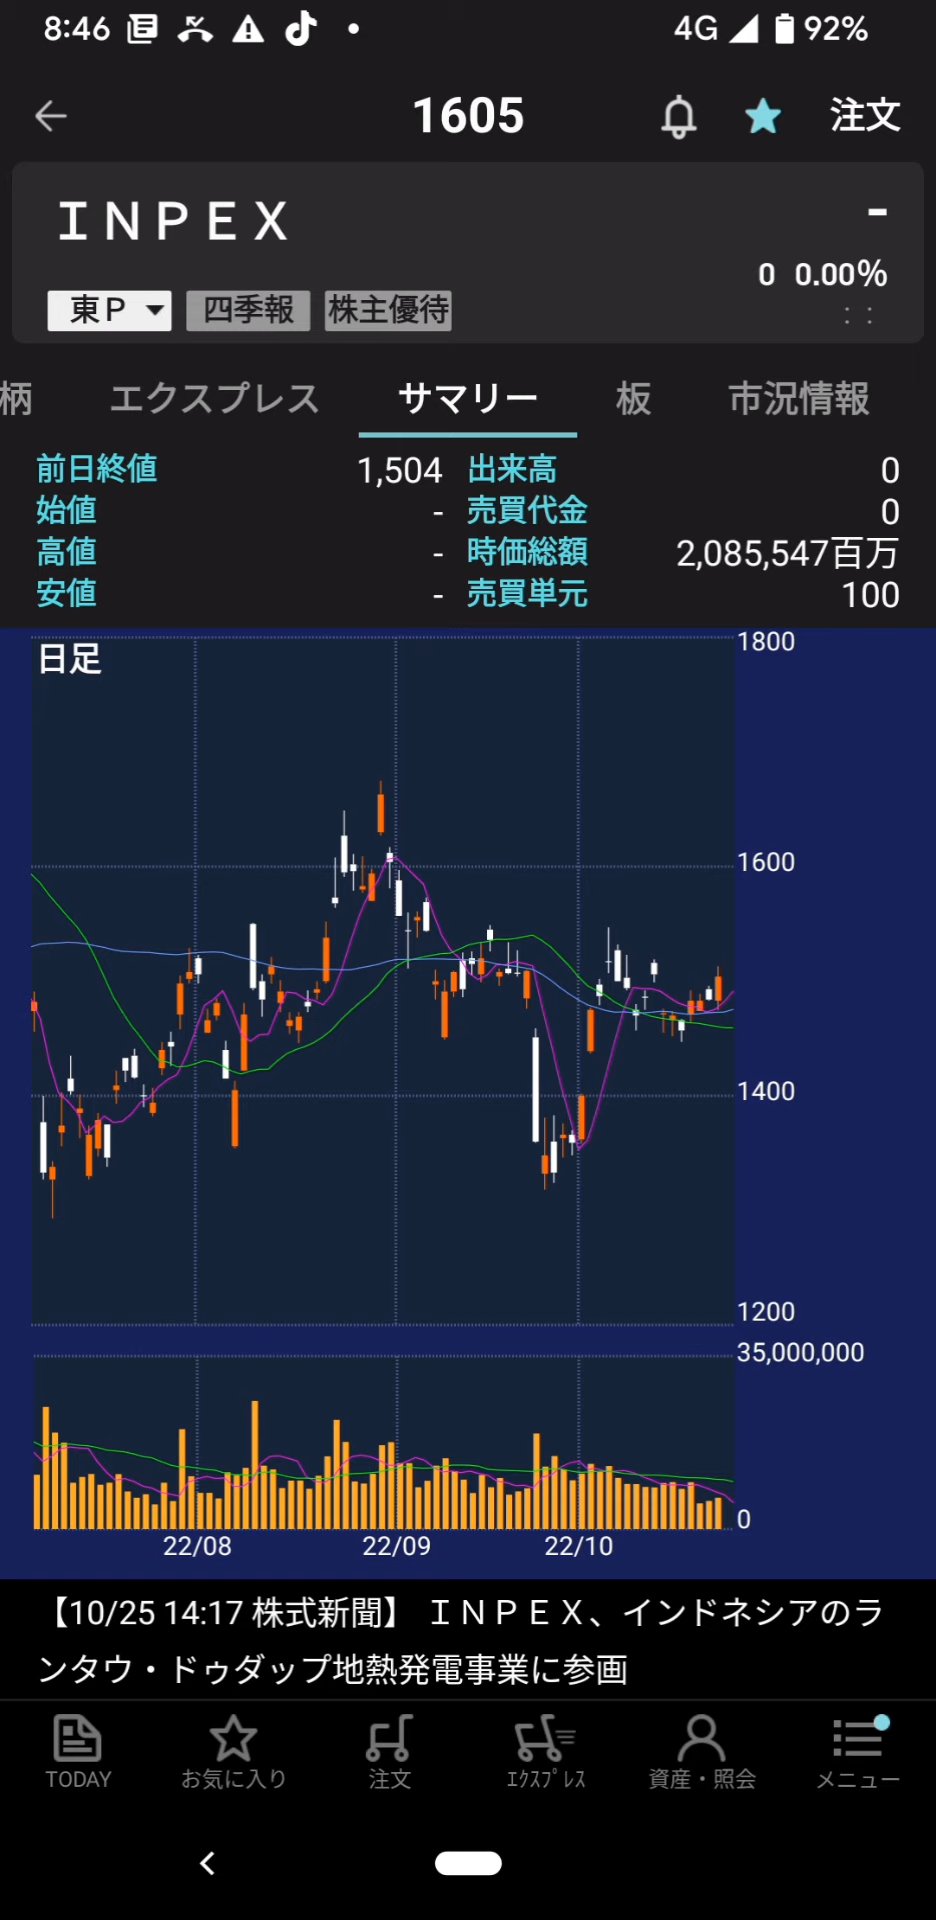 8:46 4G 92%
1605 注文
ＩＮＰＥＸ -
0 0.00%
東Ｐ 四季報 株主優待 : :
柄 エクスプレス サマリー 板 市況情報
前日終値 1,504 出来高 0
始値 - 売買代金 0
高値 - 時価総額 2,085,547百万
安値 - 売買単元 100
日足
1800
1600
1400
1200
35,000,000
0
22/08 22/09 22/10
【10/25 14:17 株式新聞】 ＩＮＰＥＸ、インドネシアのラ
ンタウ・ドゥダップ地熱発電事業に参画
TODAY お気に入り 注文 ｴｸｽﾌﾟﾚｽ 資産・照会 メニュー